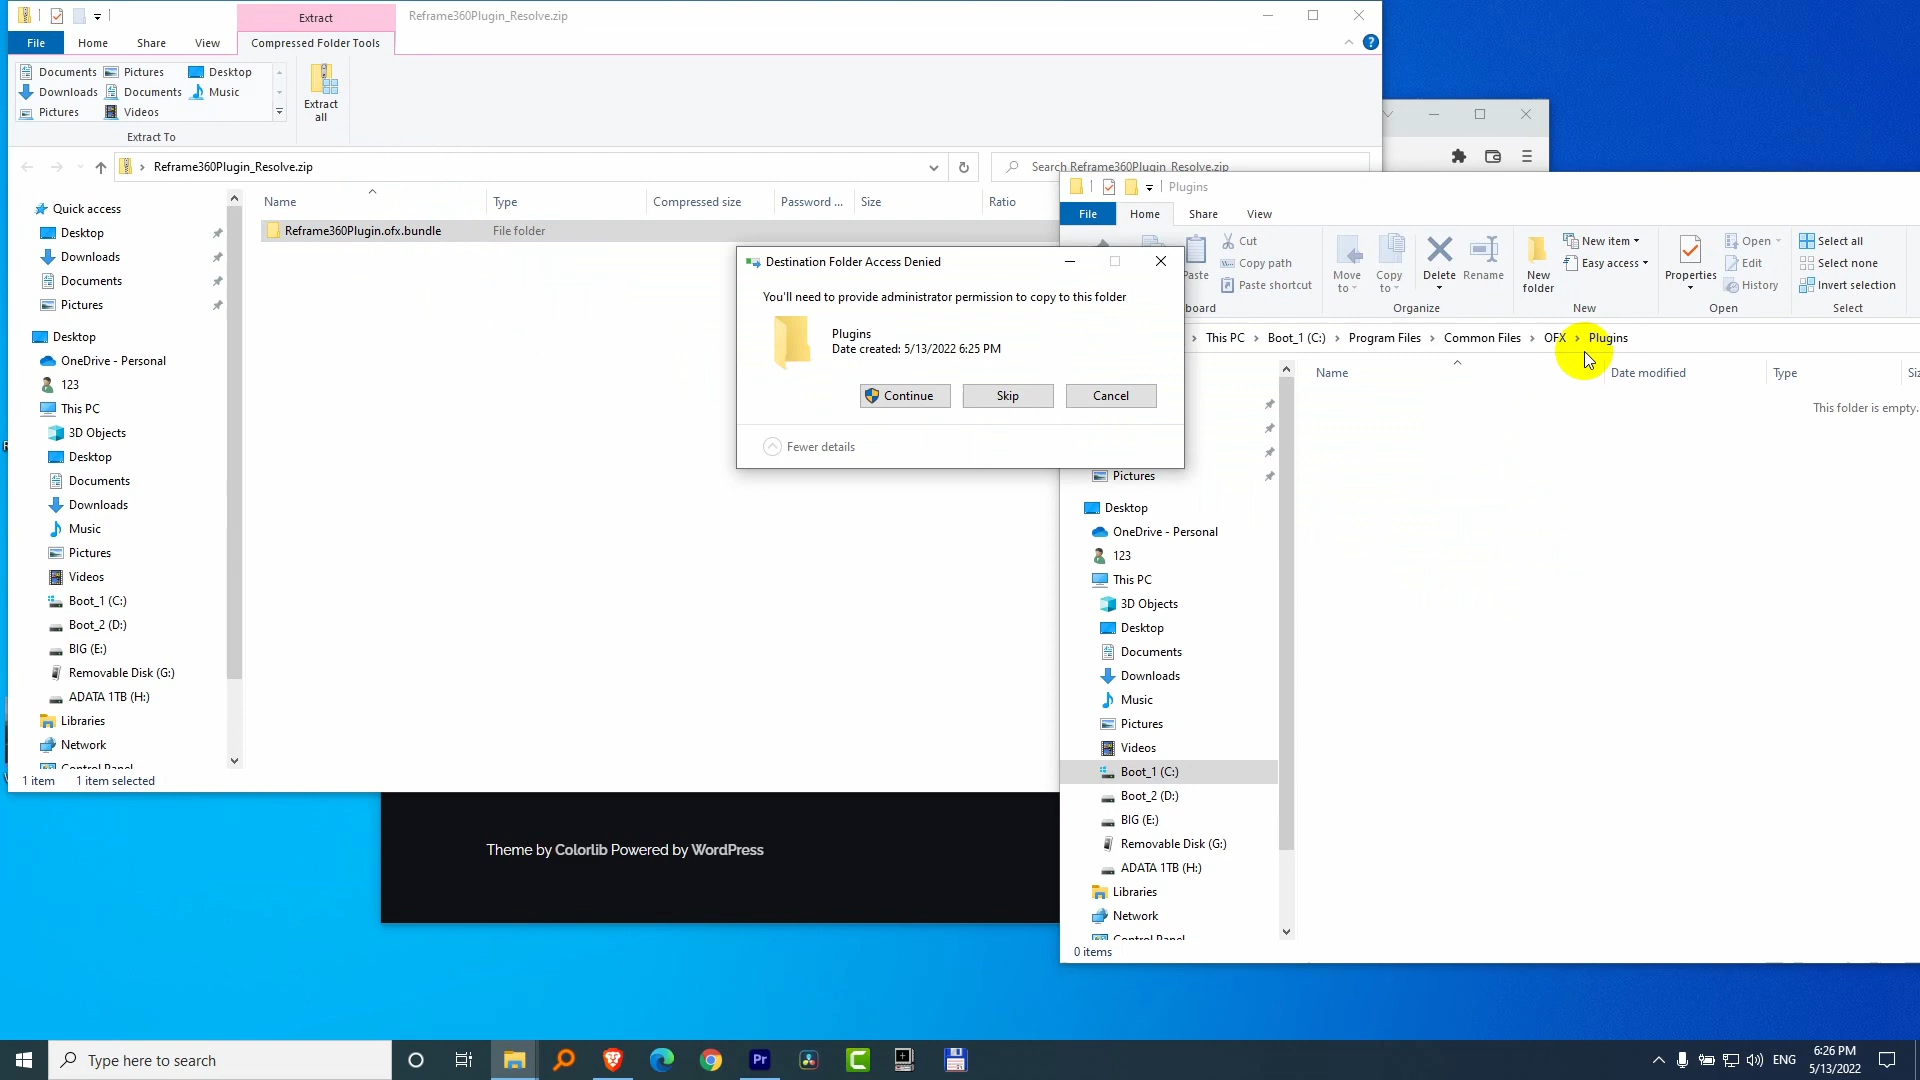 Extract
Reframe360Plugin_Resolve.zip
File
Home
Share
View
Compressed Folder Tools
Documents
Pictures
Desktop
Downloads
Documents
Music
Pictures
Videos
Extract To
Extract
all
Reframe360Plugin_Resolve.zip
Search Reframe360Plugin_Resolve.zip
Name
Type
Compressed size
Password ...
Size
Ratio
Reframe360Plugin.ofx.bundle
File folder
Quick access
Desktop
Downloads
Documents
Pictures
Desktop
OneDrive - Personal
123
This PC
3D Objects
Desktop
Documents
Downloads
Music
Pictures
Videos
Boot_1 (C:)
Boot_2 (D:)
BIG (E:)
Removable Disk (G:)
ADATA 1TB (H:)
Libraries
Network
Control Panel
1 item
1 item selected
Destination Folder Access Denied
You'll need to provide administrator permission to copy to this folder
Plugins
Date created: 5/13/2022 6:25 PM
Continue
Skip
Cancel
Fewer details
Plugins
File
Home
Share
View
Cut
Copy path
Paste shortcut
Move
to
Copy
to
Delete
Rename
New
folder
New item
Easy access
Properties
Open
Edit
History
Select all
Select none
Invert selection
Organize
New
Open
Select
This PC
Boot_1 (C:)
Program Files
Common Files
OFX
Plugins
Name
Date modified
Type
This folder is empty.
Pictures
Desktop
OneDrive - Personal
123
This PC
3D Objects
Desktop
Documents
Downloads
Music
Pictures
Videos
Boot_1 (C:)
Boot_2 (D:)
BIG (E:)
Removable Disk (G:)
ADATA 1TB (H:)
Libraries
Network
Control Panel
0 items
Theme by Colorlib Powered by WordPress
Type here to search
Pr
ENG
6:26 PM
5/13/2022